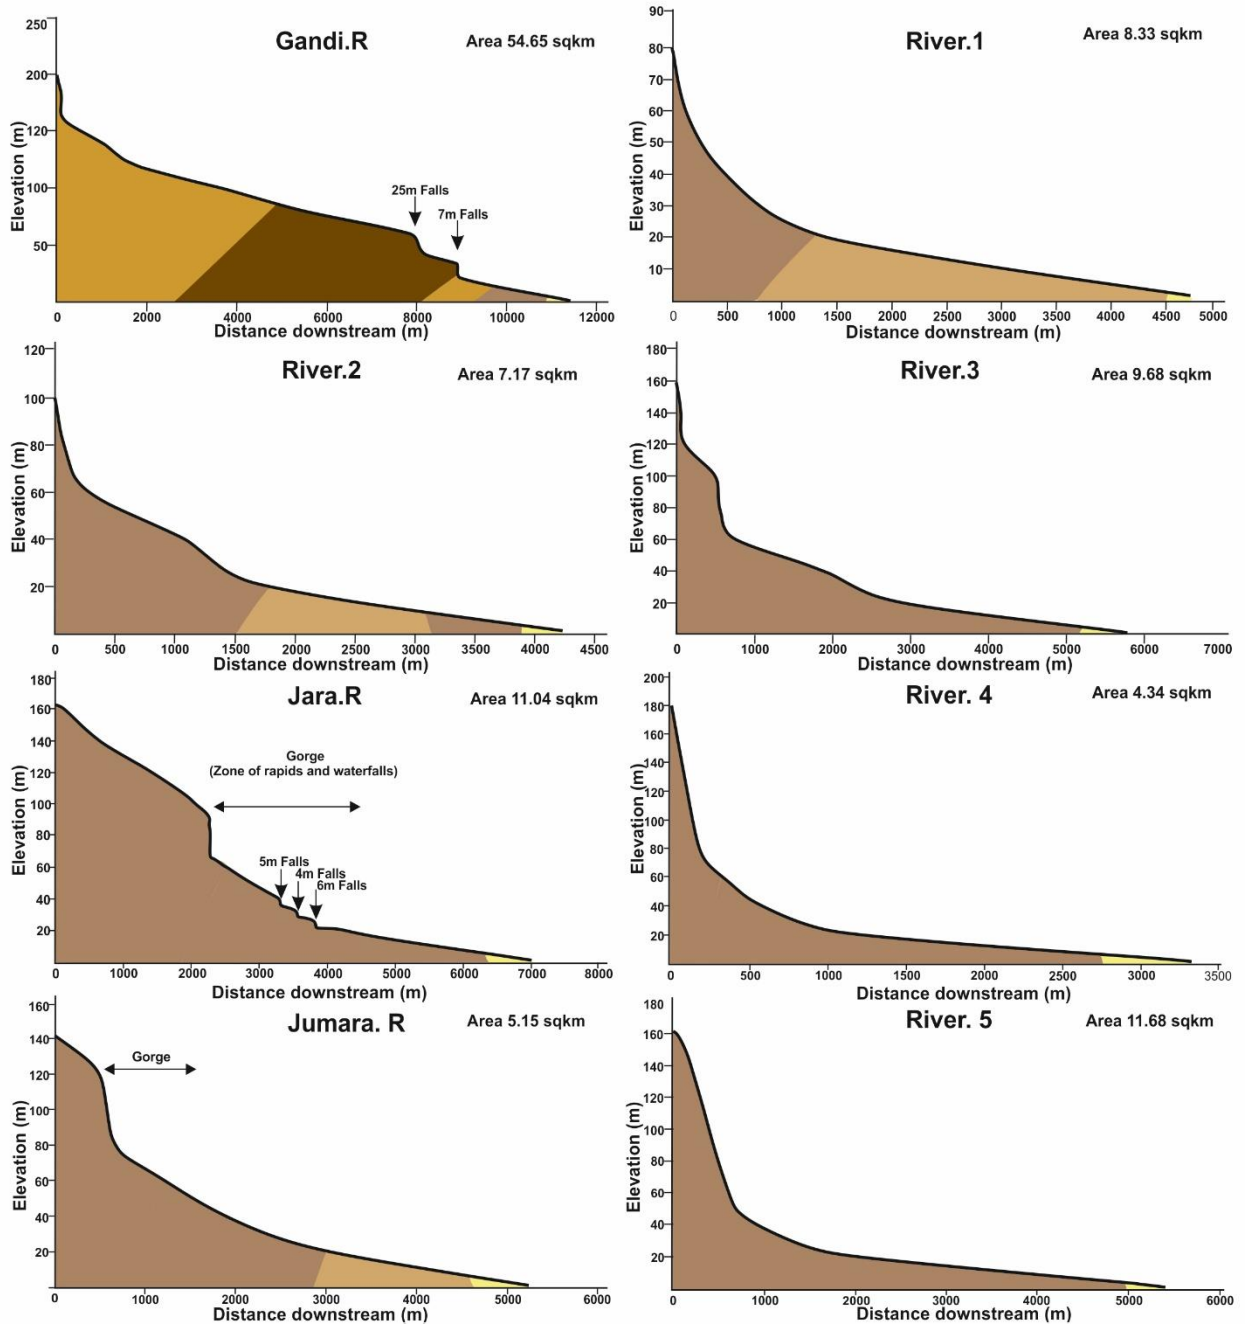 Gandi.R
Area 54.65 sqkm
Elevation (m)
250
200
120
100
50
25m Falls
7m Falls
0 2000 4000 6000 8000 10000 12000
Distance downstream (m)
River.1
Area 8.33 sqkm
Elevation (m)
90
80
70
60
50
40
30
20
10
0 500 1000 1500 2000 2500 3000 3500 4000 4500 5000
Distance downstream (m)
River.2
Area 7.17 sqkm
Elevation (m)
120
100
80
60
40
20
0 500 1000 1500 2000 2500 3000 3500 4000 4500
Distance downstream (m)
River.3
Area 9.68 sqkm
Elevation (m)
180
160
140
120
100
80
60
40
20
0 1000 2000 3000 4000 5000 6000 7000
Distance downstream (m)
Jara.R
Area 11.04 sqkm
Elevation (m)
180
160
140
120
100
80
60
40
20
Gorge
(Zone of rapids and waterfalls)
5m Falls
4m Falls
6m Falls
0 1000 2000 3000 4000 5000 6000 7000 8000
Distance downstream (m)
River. 4
Area 4.34 sqkm
Elevation (m)
200
180
160
140
120
100
80
60
40
20
0 500 1000 1500 2000 2500 3000 3500
Distance downstream (m)
Jumara. R
Area 5.15 sqkm
Elevation (m)
160
140
120
100
80
60
40
20
Gorge
0 1000 2000 3000 4000 5000 6000
Distance downstream (m)
River. 5
Area 11.68 sqkm
Elevation (m)
180
160
140
120
100
80
60
40
20
0 1000 2000 3000 4000 5000 6000
Distance downstream (m)